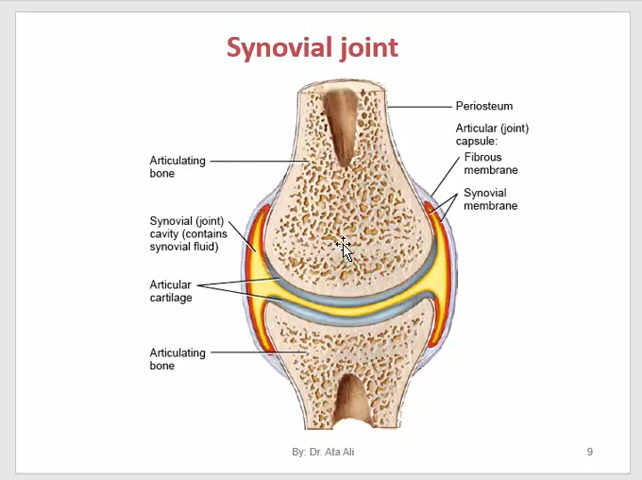 Synovial joint
Periosteum
Articular (joint)
capsule:
Fibrous
membrane
Synovial
membrane
Articulating
bone
Synovial (joint)
cavity (contains
synovial fluid)
Articular
cartilage
Articulating
bone
By: Dr. Ata Ali
9